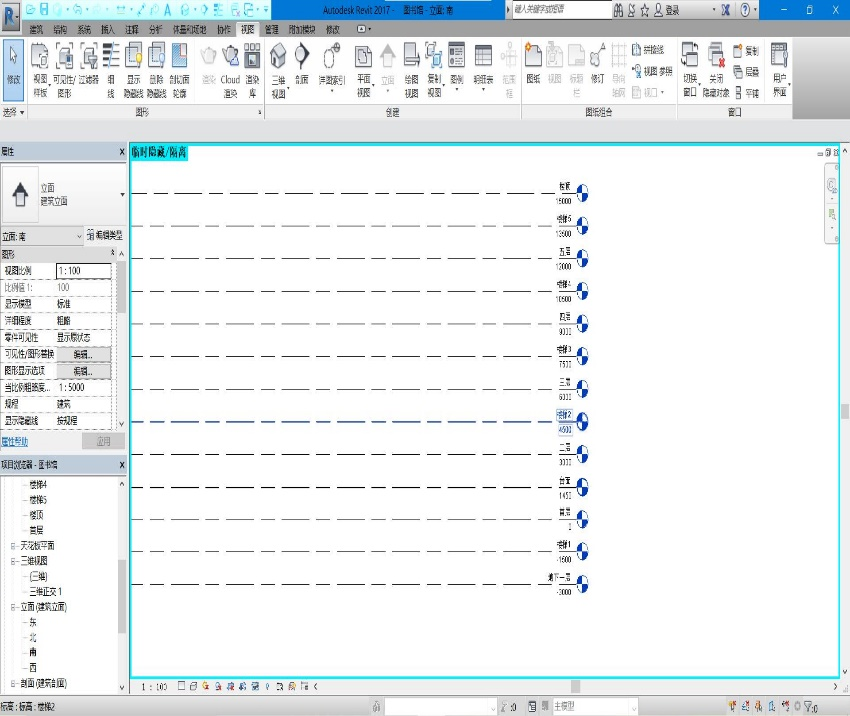 Autodesk Revit 2017 - 图书馆 - 立面: 南
键入关键字或短语
登录
建筑 结构 系统 插入 注释 分析 体量和场地 协作 视图 管理 附加模块 修改
修改 视图样板 可见性/图形 过滤器 细线 显示隐藏线 删除隐藏线 剖切面轮廓 渲染 Cloud 渲染 渲染库 三维视图 剖面 详图索引 平面视图 立面 绘图视图 复制视图 图例 明细表 范围框 图纸 视图 标题栏 修订 导向轴网 拼接线 视图 参照 视口 切换窗口 关闭隐藏对象 复制 层叠 平铺 用户界面
选择 图形 创建 图纸组合 窗口
属性
立面
建筑立面
立面: 南 编辑类型
图形
视图比例 1 : 100
比例值 1: 100
显示模型 标准
详细程度 粗略
零件可见性 显示原状态
可见性/图形替换 编辑...
图形显示选项 编辑...
当比例粗略度... 1 : 5000
规程 建筑
显示隐藏线 按规程
属性帮助 应用
项目浏览器 - 图书馆
楼梯4
楼梯5
楼顶
首层
天花板平面
三维视图
(三维)
三维正交 1
立面 (建筑立面)
东
北
南
西
剖面 (建筑剖面)
临时隐藏/隔离
楼顶
15000
楼梯5
13500
五层
12000
楼梯4
10500
四层
9000
楼梯3
7500
三层
6000
楼梯2
4500
二层
3000
台面
1450
首层
0
楼梯1
-1500
地下一层
-3000
1 : 100
标高 : 标高 : 楼梯2
:0
主模型
:0